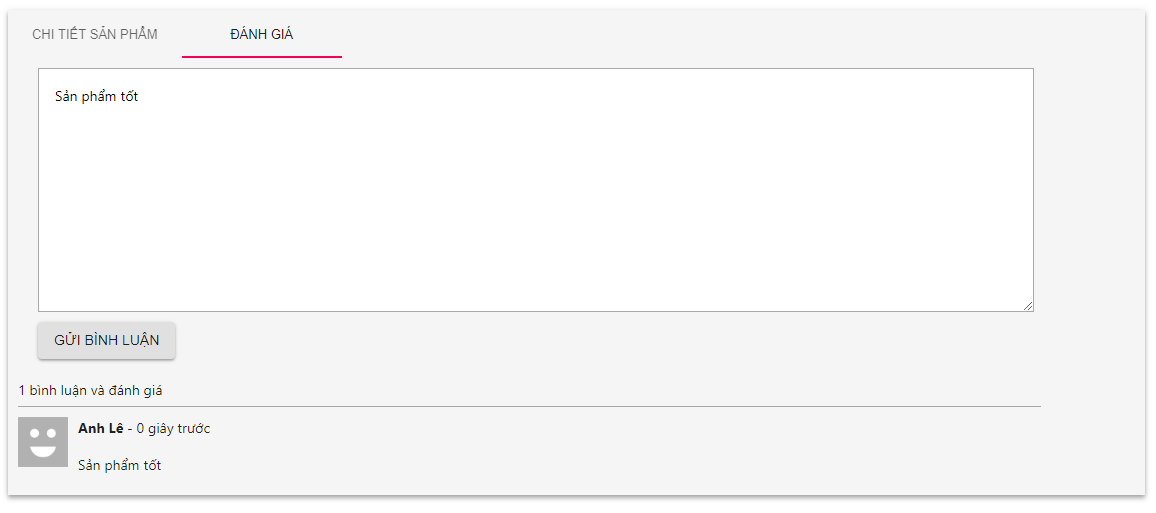 CHI TIẾT SẢN PHẨM ĐÁNH GIÁ
Sản phẩm tốt
GỬI BÌNH LUẬN
1 bình luận và đánh giá
Anh Lê - 0 giây trước
Sản phẩm tốt